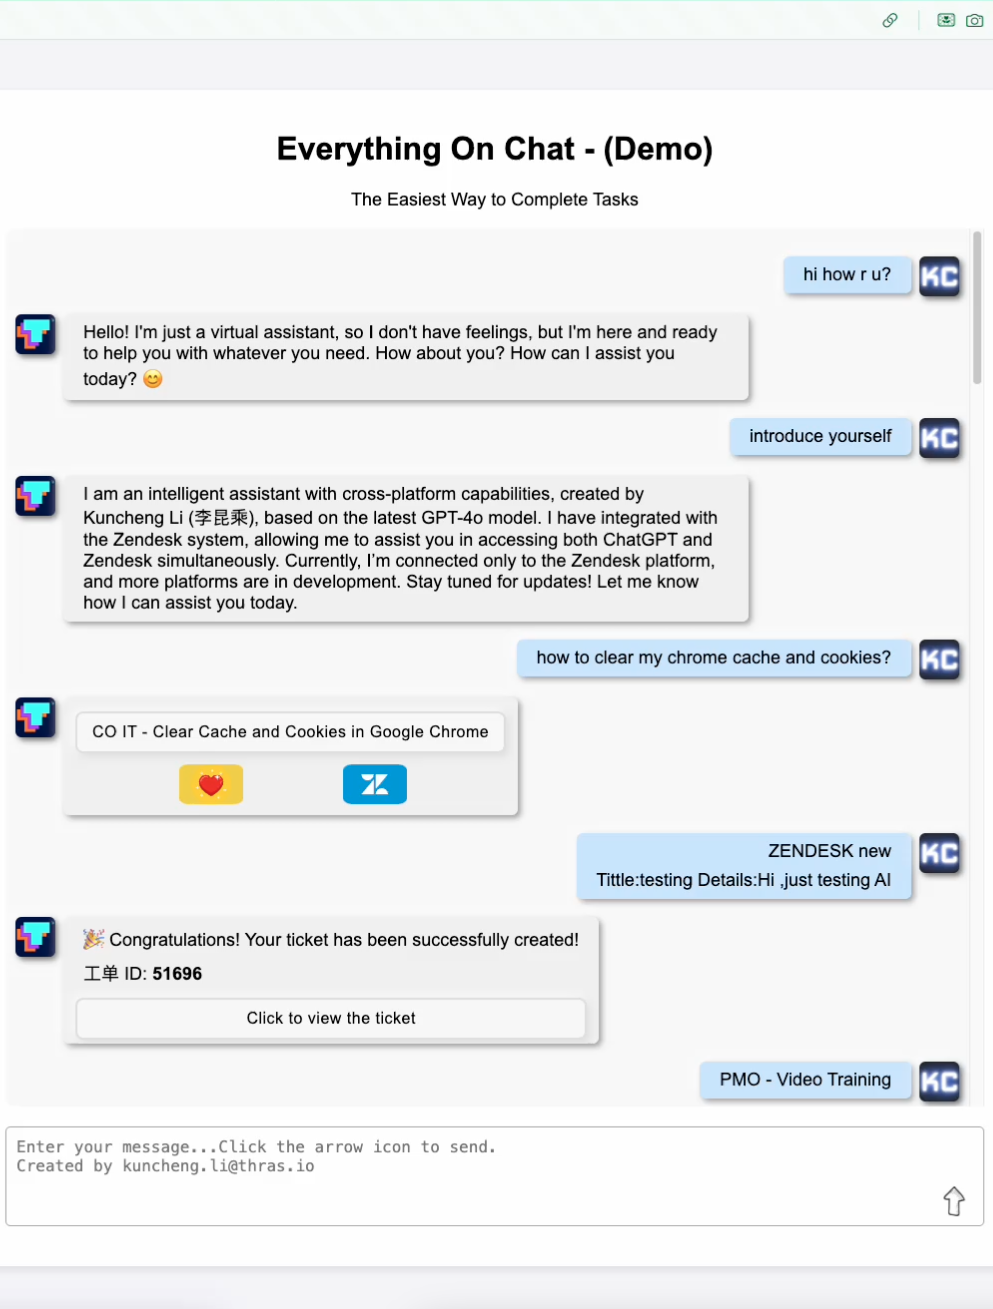 Everything On Chat - (Demo)
The Easiest Way to Complete Tasks
hi how r u?
KC
Hello! I'm just a virtual assistant, so I don't have feelings, but I'm here and ready
to help you with whatever you need. How about you? How can I assist you
today? 😊
introduce yourself
KC
I am an intelligent assistant with cross-platform capabilities, created by
Kuncheng Li (李昆乘), based on the latest GPT-4o model. I have integrated with
the Zendesk system, allowing me to assist you in accessing both ChatGPT and
Zendesk simultaneously. Currently, I’m connected only to the Zendesk platform,
and more platforms are in development. Stay tuned for updates! Let me know
how I can assist you today.
how to clear my chrome cache and cookies?
KC
CO IT - Clear Cache and Cookies in Google Chrome
ZENDESK new
Tittle:testing Details:Hi ,just testing AI
KC
🎉 Congratulations! Your ticket has been successfully created!
工单 ID: 51696
Click to view the ticket
PMO - Video Training
KC
Enter your message...Click the arrow icon to send.
Created by kuncheng.li@thras.io